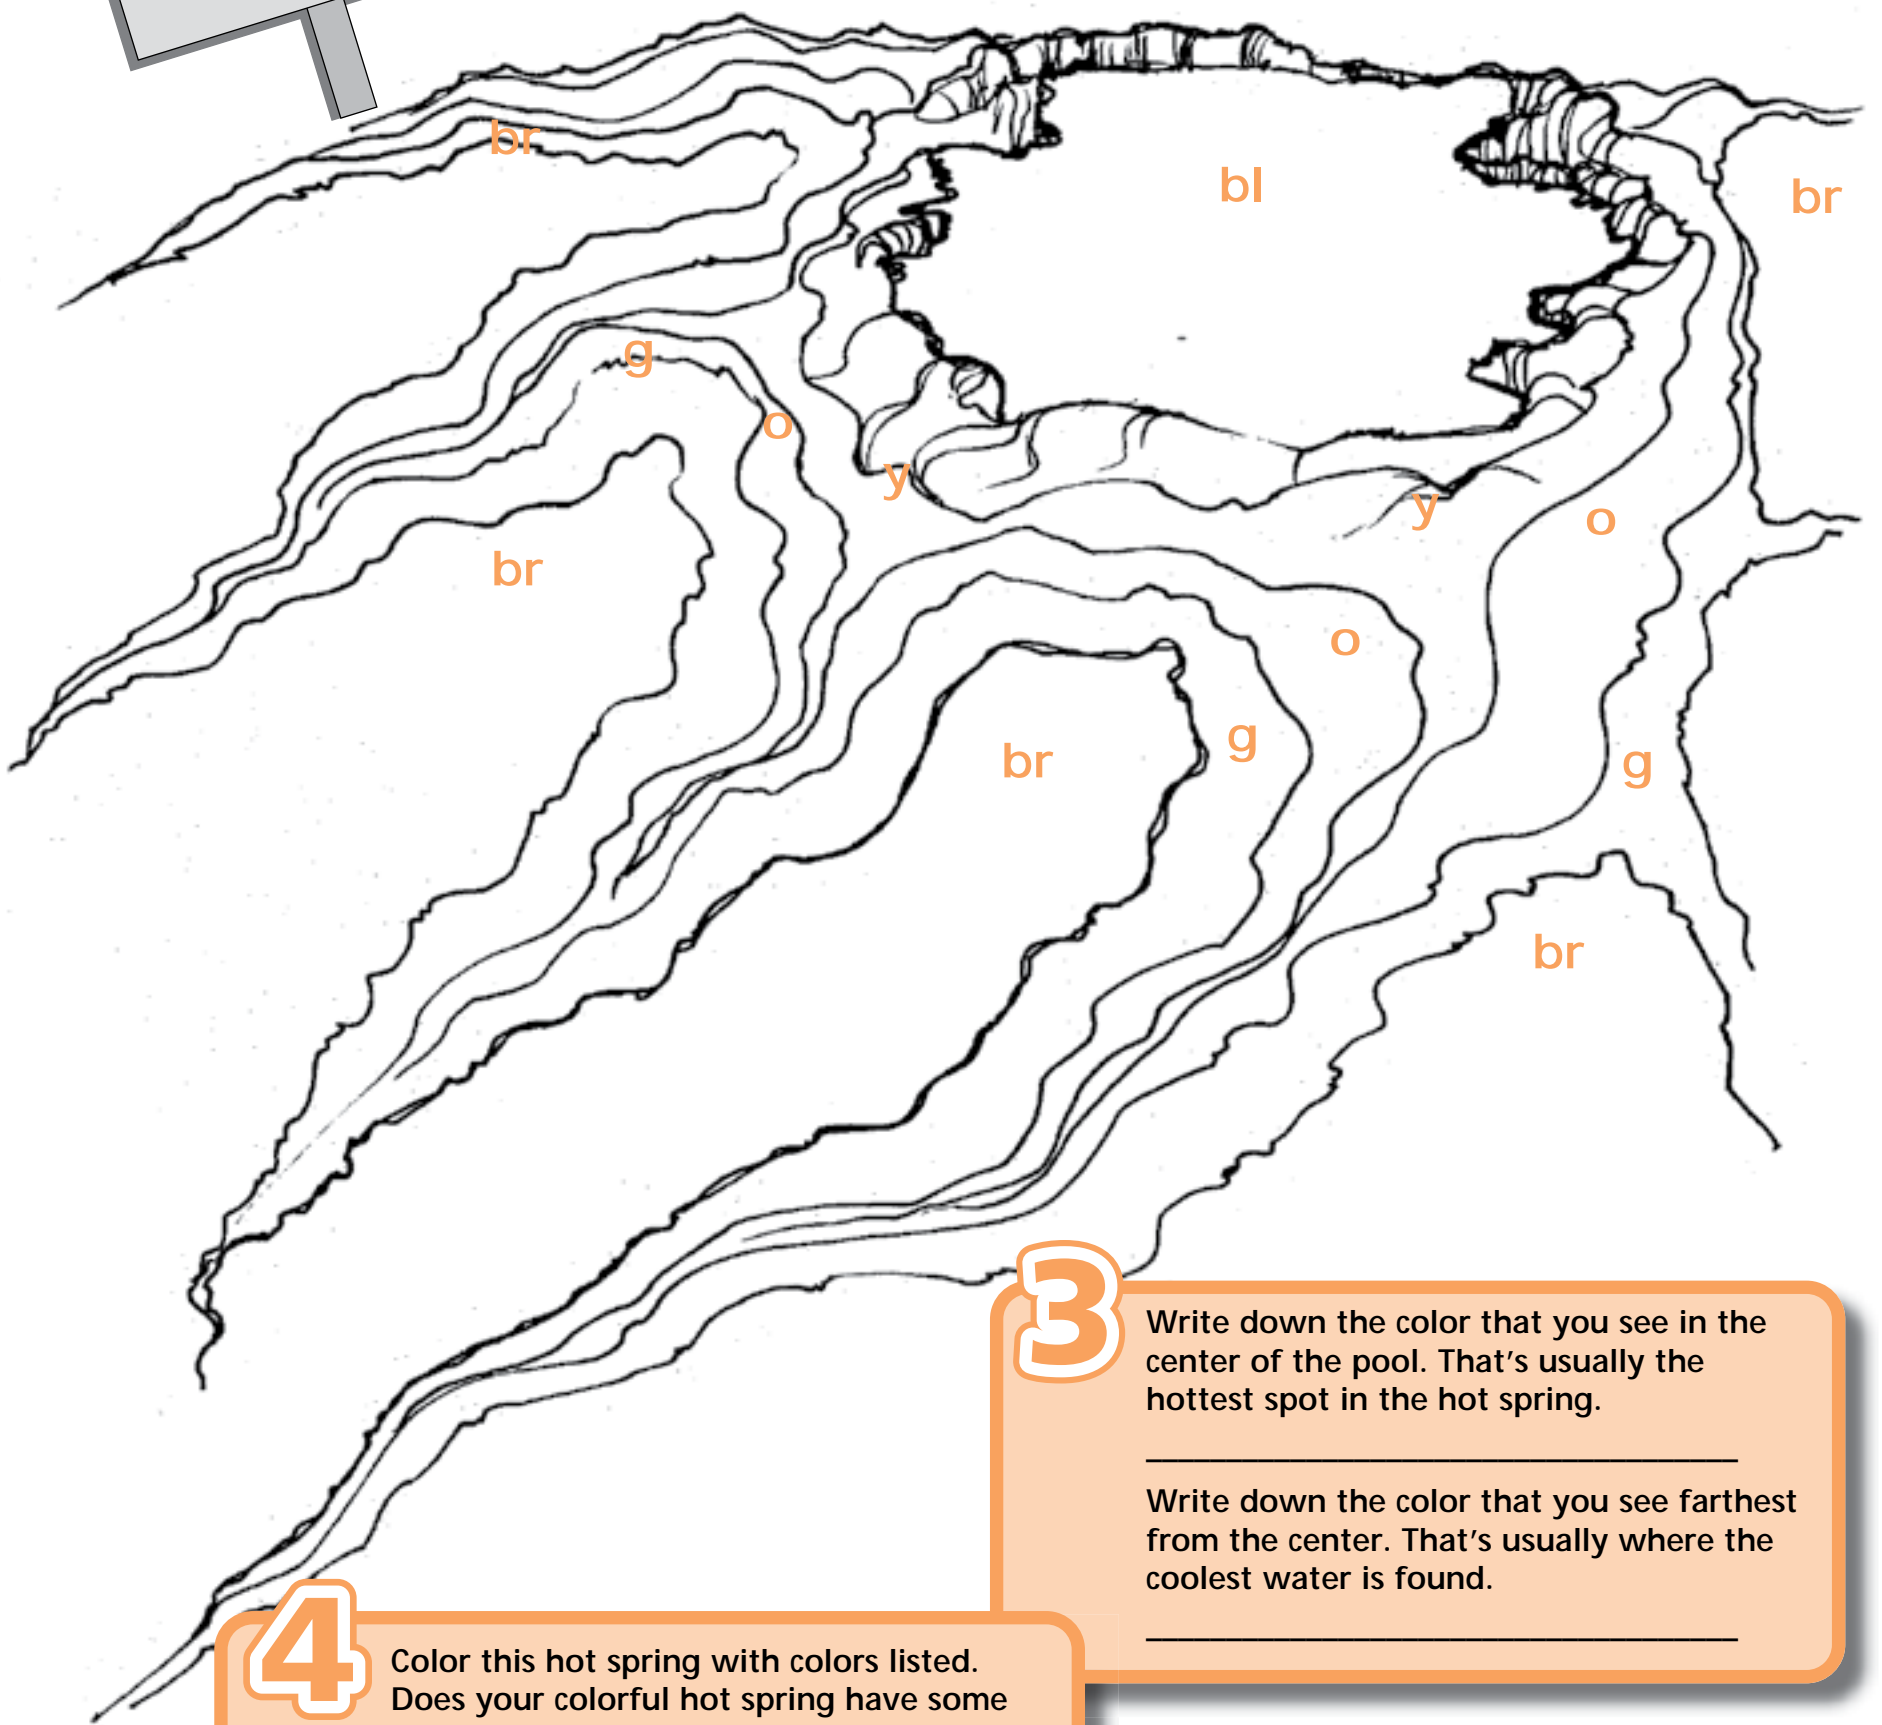 br
bl
br
g
o
y
y
o
br
o
g
br
g
br
3
Write down the color that you see in the
center of the pool. That's usually the
hottest spot in the hot spring.
Write down the color that you see farthest
from the center. That's usually where the
coolest water is found.
4
Color this hot spring with colors listed.
Does your colorful hot spring have some